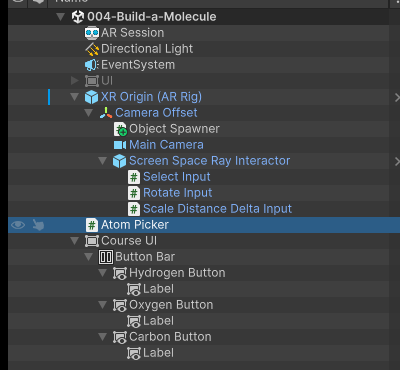 004-Build-a-Molecule
AR Session
Directional Light
EventSystem
UI
XR Origin (AR Rig)
Camera Offset
Object Spawner
Main Camera
Screen Space Ray Interactor
Select Input
Rotate Input
Scale Distance Delta Input
Atom Picker
Course UI
Button Bar
Hydrogen Button
Label
Oxygen Button
Label
Carbon Button
Label